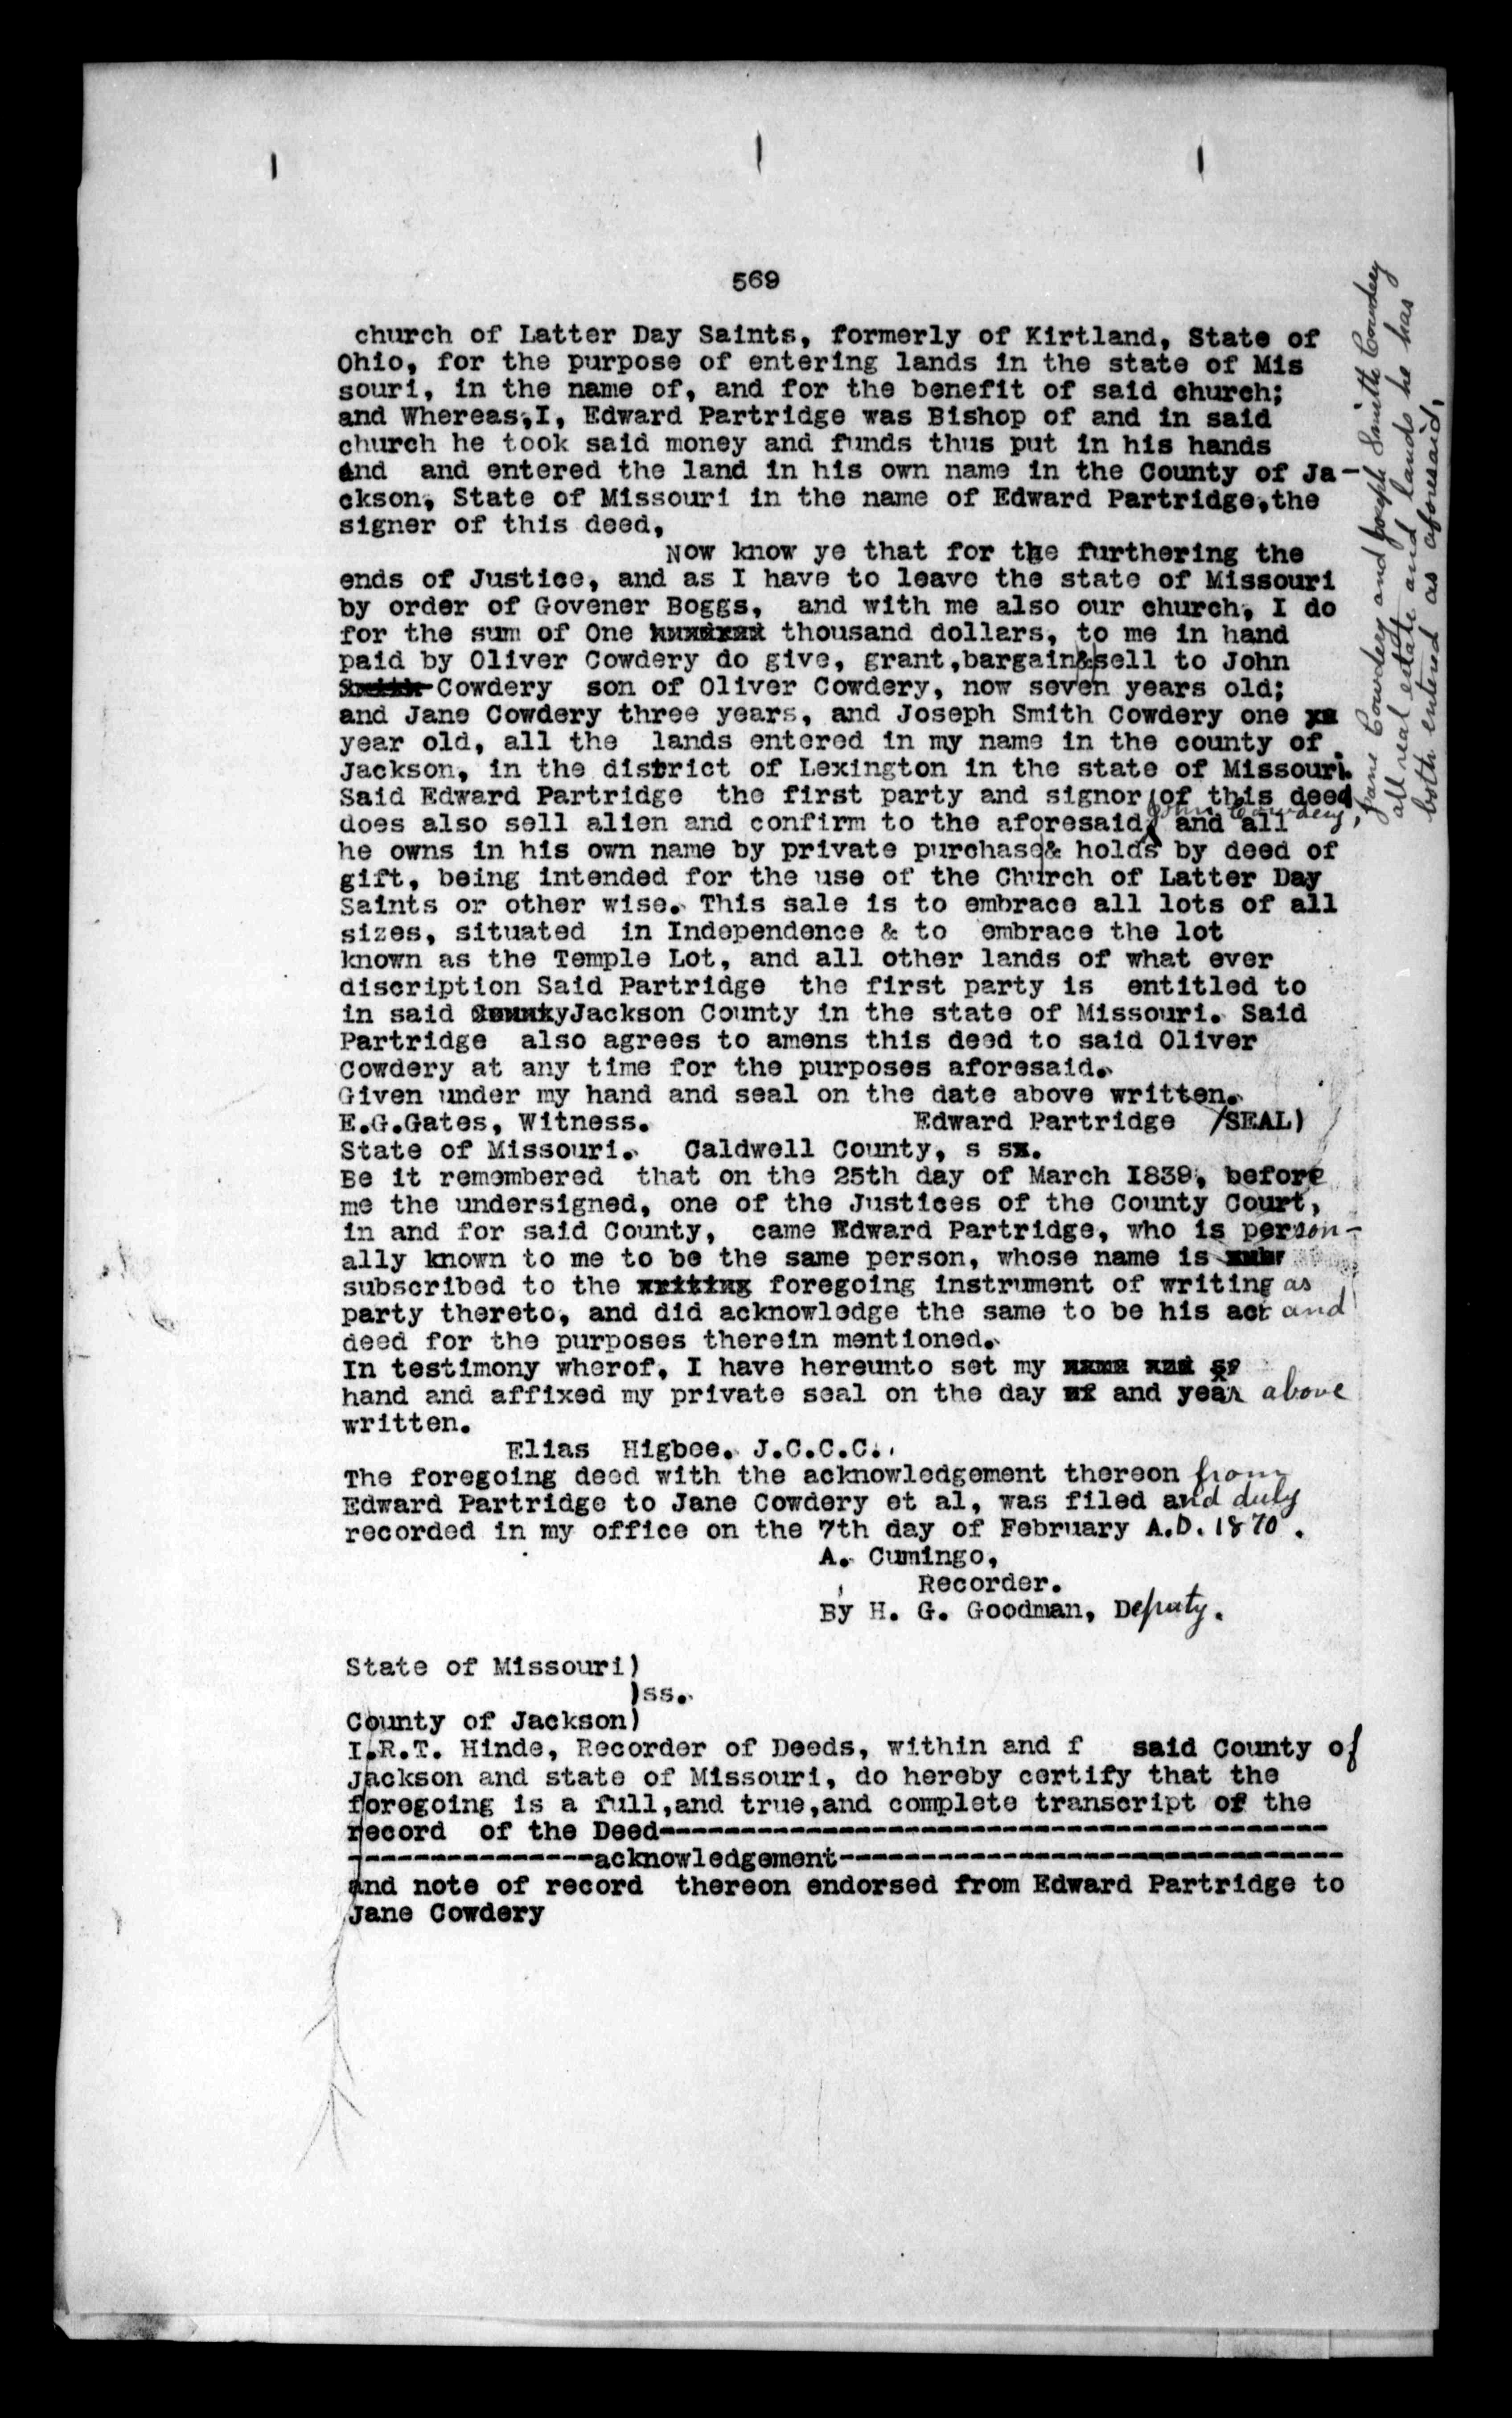 569
church of Latter Day Saints, formerly of Kirtland, State of
Ohio, for the purpose of entering lands in the state of Mis
souri, in the name of, and for the benefit of said church;
and Whereas,I, Edward Partridge was Bishop of and in said
church he took said money and funds thus put in his hands
and and entered the land in his own name in the County of Ja-
ckson, State of Missouri in the name of Edward Partridge,the
signer of this deed,
Now know ye that for the furthering the
ends of Justice, and as I have to leave the state of Missouri
by order of Govener Boggs, and with me also our church, I do
for the sum of One hundred thousand dollars, to me in hand
paid by Oliver Cowdery do give, grant,bargain&sell to John
Smith Cowdery son of Oliver Cowdery, now seven years old;
and Jane Cowdery three years, and Joseph Smith Cowdery one
year old, all the lands entered in my name in the county of
Jackson, in the district of Lexington in the state of Missouri.
Said Edward Partridge the first party and signor of this deed
does also sell alien and confirm to the aforesaid John Cowdery, and all
Jane Cowdery and Joseph Smith Cowdery
all real estate and lands he has
both entered as aforesaid,
he owns in his own name by private purchase& holds by deed of
gift, being intended for the use of the Church of Latter Day
Saints or other wise. This sale is to embrace all lots of all
sizes, situated in Independence & to embrace the lot
known as the Temple Lot, and all other lands of what ever
discription Said Partridge the first party is entitled to
in said County Jackson County in the state of Missouri. Said
Partridge also agrees to amens this deed to said Oliver
Cowdery at any time for the purposes aforesaid.
Given under my hand and seal on the date above written.
E.G.Gates, Witness. Edward Partridge /SEAL)
State of Missouri. Caldwell County, s s.
Be it remembered that on the 25th day of March 1839, before
me the undersigned, one of the Justices of the County Court,
in and for said County, came Edward Partridge, who is person-
ally known to me to be the same person, whose name is
subscribed to the writing foregoing instrument of writing as
party thereto, and did acknowledge the same to be his act and
deed for the purposes therein mentioned.
In testimony wherof, I have hereunto set my
hand and affixed my private seal on the day of and year above
written.
Elias Higbee. J.C.C.C.
The foregoing deed with the acknowledgement thereon from
Edward Partridge to Jane Cowdery et al, was filed and duly
recorded in my office on the 7th day of February A.D. 1870.
A. Cumingo,
Recorder.
By H. G. Goodman, Deputy.
State of Missouri)
)ss.
County of Jackson)
I.R.T. Hinde, Recorder of Deeds, within and f said County of
Jackson and state of Missouri, do hereby certify that the
foregoing is a full,and true,and complete transcript of the
record of the Deed----------------------------------------
---------------acknowledgement-------------------------------
and note of record thereon endorsed from Edward Partridge to
Jane Cowdery